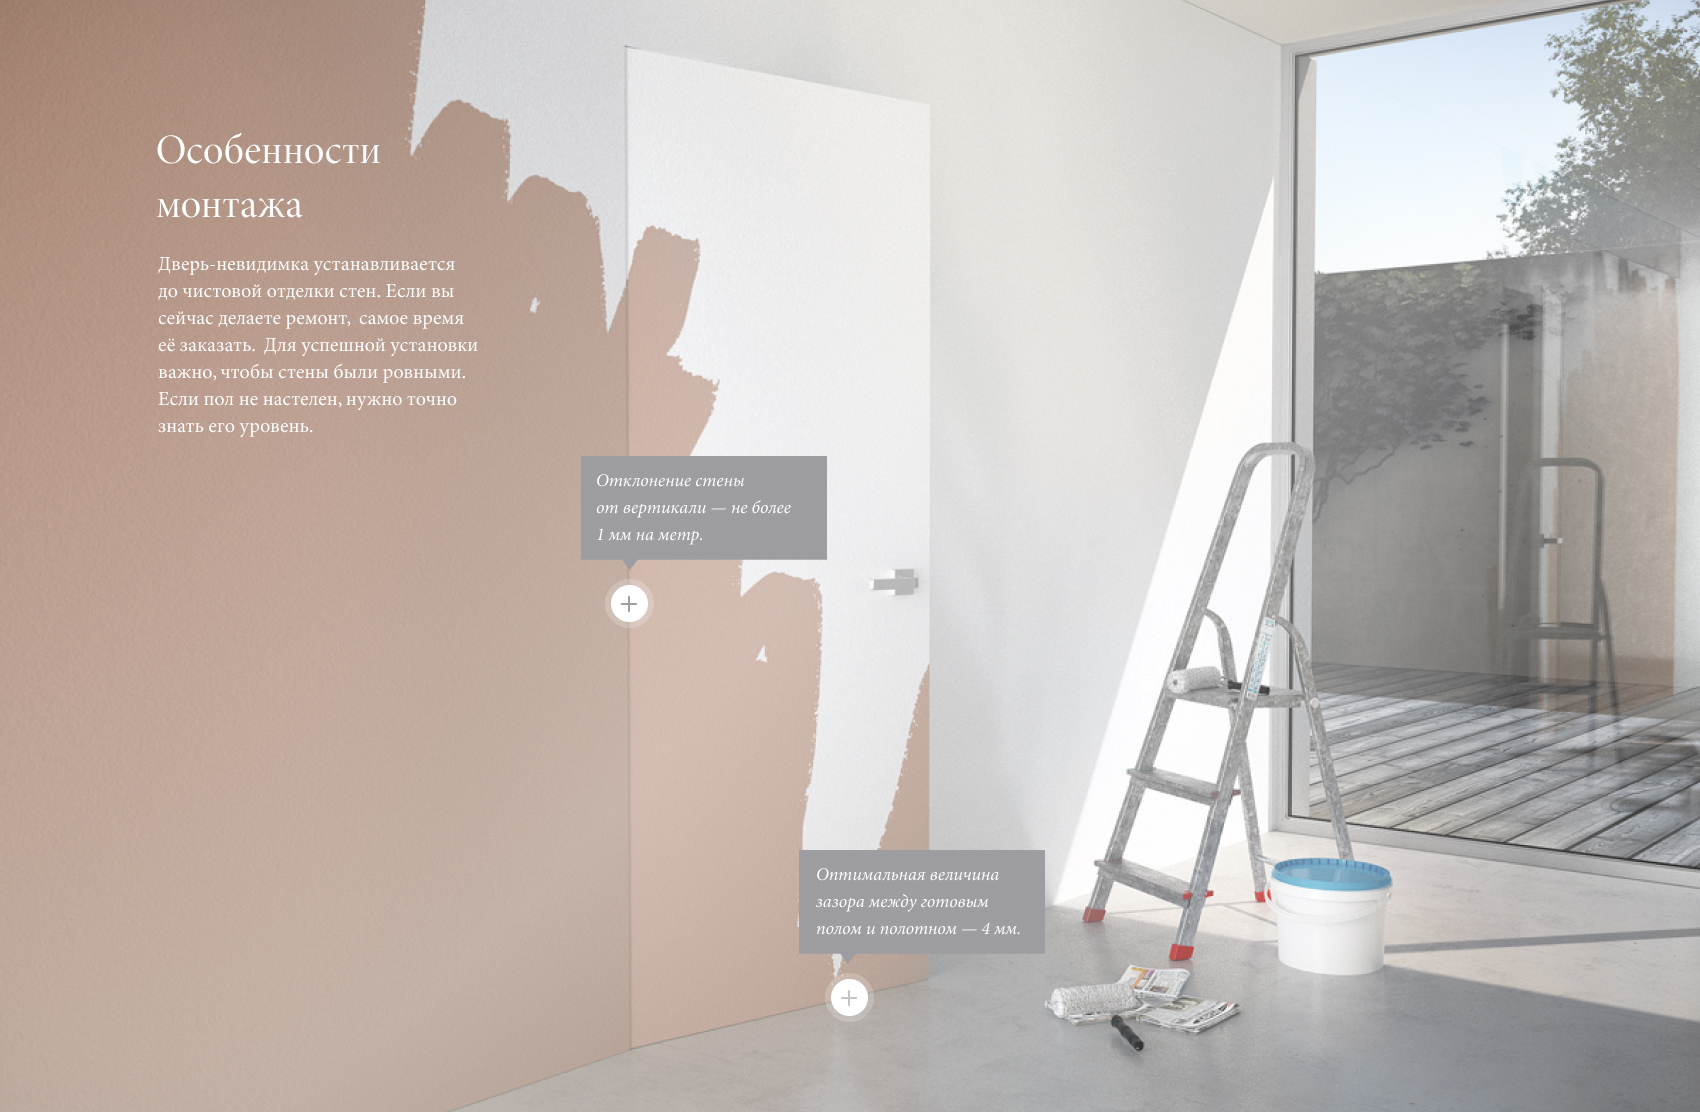 Особенности
монтажа
Дверь-невидимка устанавливается
до чистовой отделки стен. Если вы
сейчас делаете ремонт, самое время
её заказать. Для успешной установки
важно, чтобы стены были ровными.
Если пол не настелен, нужно точно
знать его уровень.
Отклонение стены
от вертикали — не более
1 мм на метр.
Оптимальная величина
зазора между готовым
полом и полотном — 4 мм.